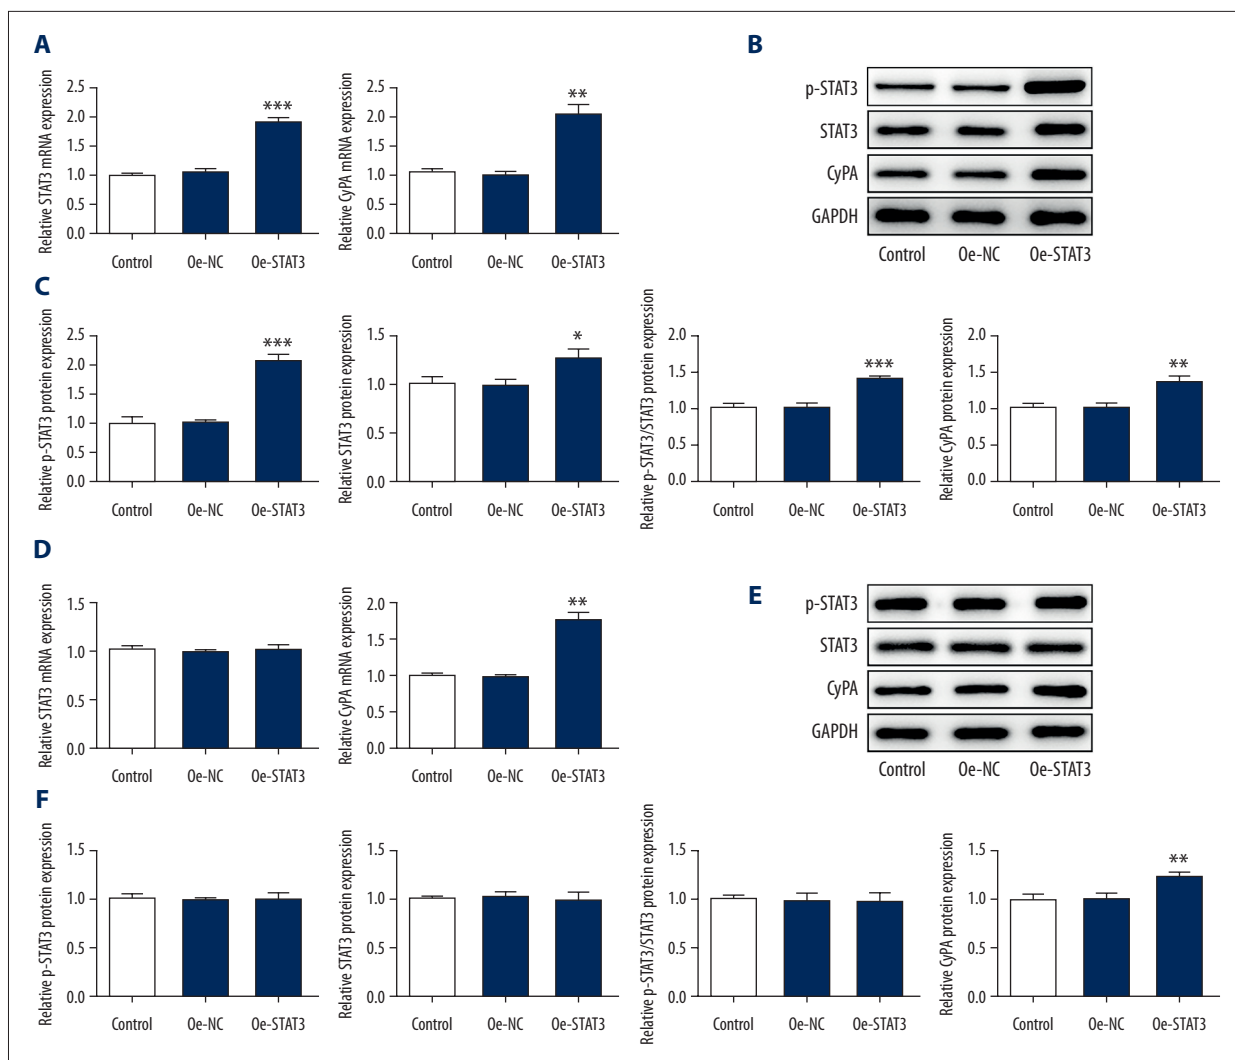 A
Relative STAT3 mRNA expression
2.5
2.0
1.5
1.0
0.5
0.0
***
Control
Oe-NC
Oe-STAT3
Relative CyPA mRNA expression
2.5
2.0
1.5
1.0
0.5
0.0
**
Control
Oe-NC
Oe-STAT3
B
p-STAT3
STAT3
CyPA
GAPDH
Control
Oe-NC
Oe-STAT3
C
Relative p-STAT3 protein expression
2.5
2.0
1.5
1.0
0.5
0.0
***
Control
Oe-NC
Oe-STAT3
Relative STAT3 protein expression
1.5
1.0
0.5
0.0
*
Control
Oe-NC
Oe-STAT3
Relative p-STAT3/STAT3 protein expression
2.0
1.5
1.0
0.5
0.0
***
Control
Oe-NC
Oe-STAT3
Relative CyPA protein expression
2.0
1.5
1.0
0.5
0.0
**
Control
Oe-NC
Oe-STAT3
D
Relative STAT3 mRNA expression
1.5
1.0
0.5
0.0
Control
Oe-NC
Oe-STAT3
Relative CyPA mRNA expression
2.0
1.5
1.0
0.5
0.0
**
Control
Oe-NC
Oe-STAT3
E
p-STAT3
STAT3
CyPA
GAPDH
Control
Oe-NC
Oe-STAT3
F
Relative p-STAT3 protein expression
1.5
1.0
0.5
0.0
Control
Oe-NC
Oe-STAT3
Relative STAT3 protein expression
1.5
1.0
0.5
0.0
Control
Oe-NC
Oe-STAT3
Relative p-STAT3/STAT3 protein expression
1.5
1.0
0.5
0.0
Control
Oe-NC
Oe-STAT3
Relative CyPA protein expression
1.5
1.0
0.5
0.0
**
Control
Oe-NC
Oe-STAT3